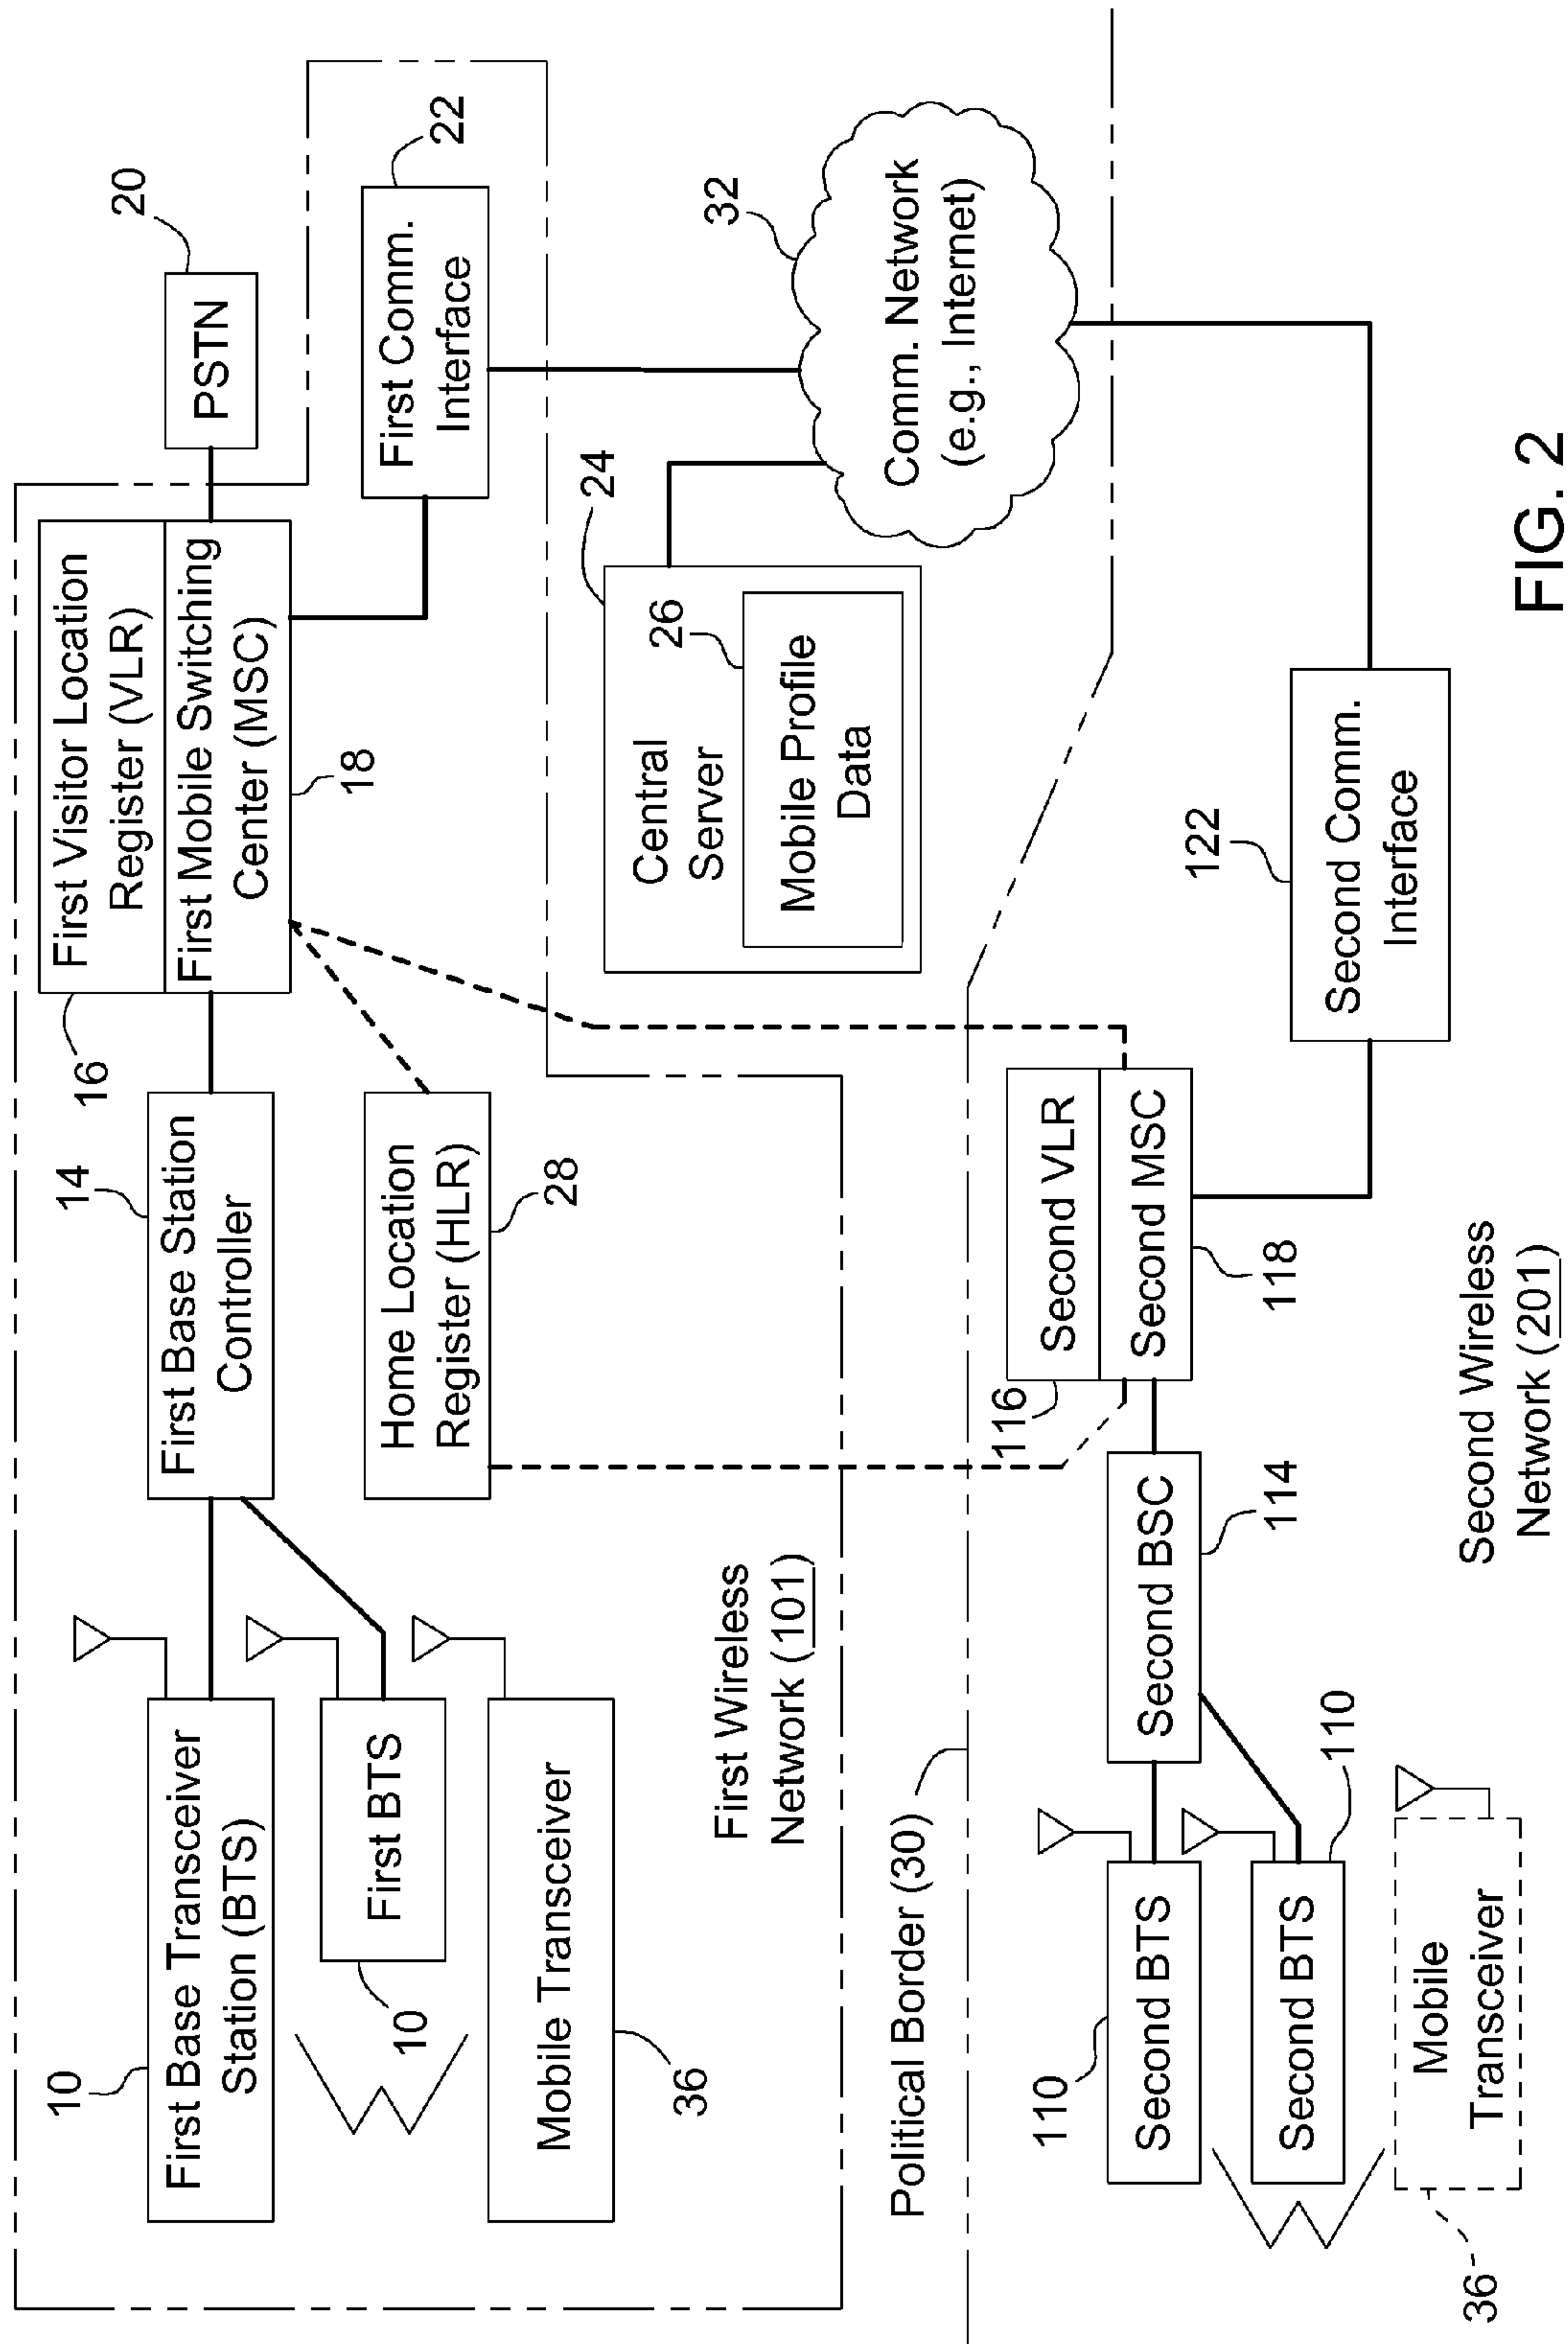 10
First Base Transceiver
Station (BTS)
14
First Base Station
Controller
16
First Visitor Location
Register (VLR)
First Mobile Switching
Center (MSC)
18
20
PSTN
10
First BTS
Home Location
Register (HLR)
28
First Comm.
Interface
22
Mobile Transceiver
36
First Wireless
Network (101)
24
Central
Server
26
Mobile Profile
Data
32
Comm. Network
(e.g., Internet)
Political Border (30)
110
Second BTS
Second BSC
114
116
Second VLR
Second MSC
118
122
Second Comm.
Interface
Second BTS
110
36
Mobile
Transceiver
Second Wireless
Network (201)
FIG. 2